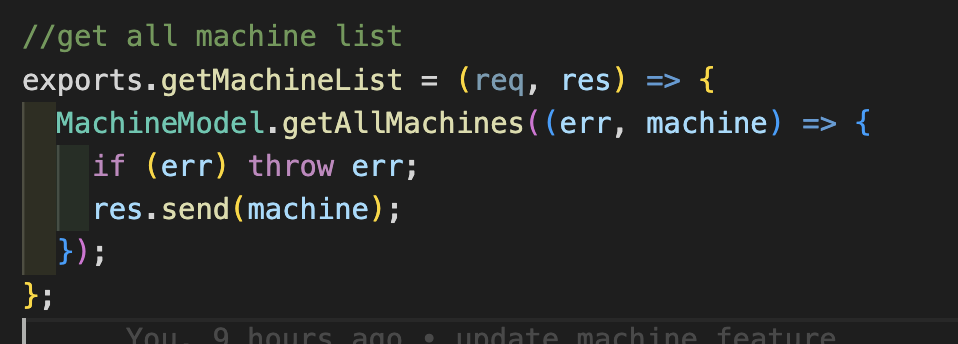 //get all machine list
exports.getMachineList = (req, res) => {
  MachineModel.getAllMachines((err, machine) => {
    if (err) throw err;
    res.send(machine);
  });
};
You, 9 hours ago • update machine feature